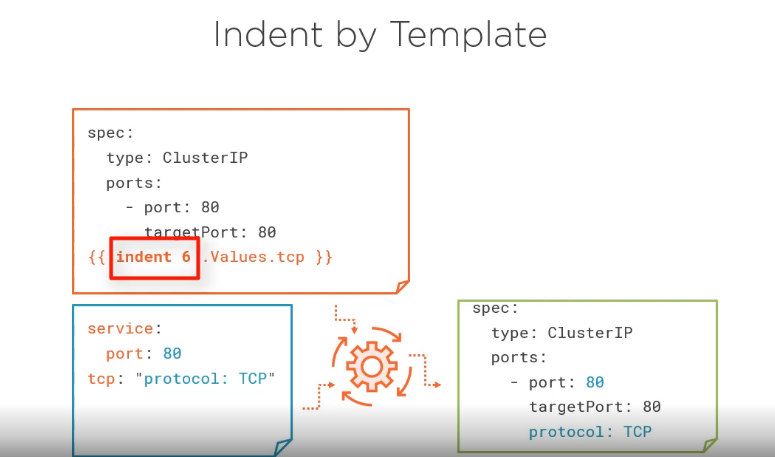 Indent by Template
spec:
  type: ClusterIP
  ports:
    - port: 80
      targetPort: 80
{{ indent 6 .Values.tcp }}
service:
  port: 80
tcp: "protocol: TCP"
spec:
  type: ClusterIP
  ports:
    - port: 80
      targetPort: 80
      protocol: TCP